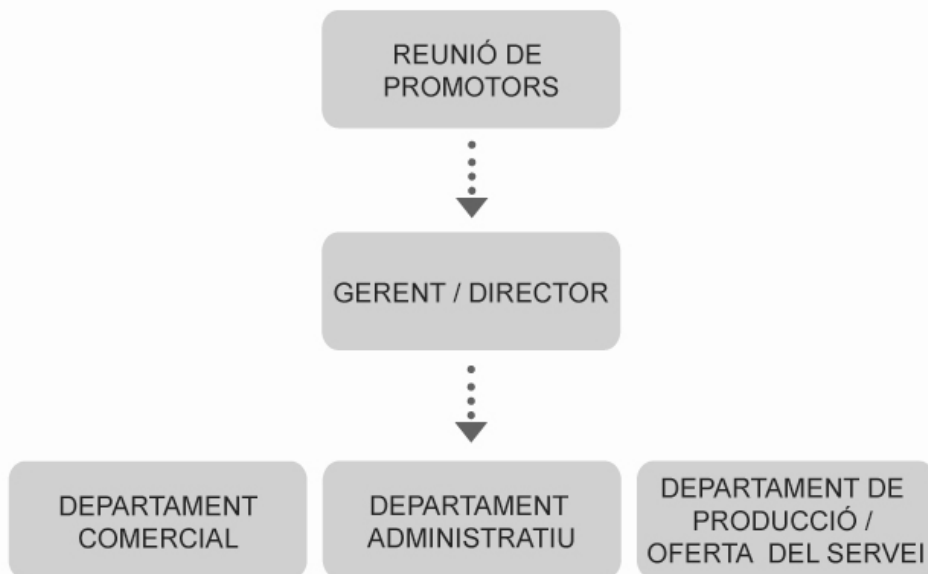 REUNIÓ DE
PROMOTORS
GERENT / DIRECTOR
DEPARTAMENT
COMERCIAL
DEPARTAMENT
ADMINISTRATIU
DEPARTAMENT DE
PRODUCCIÓ /
OFERTA DEL SERVEI